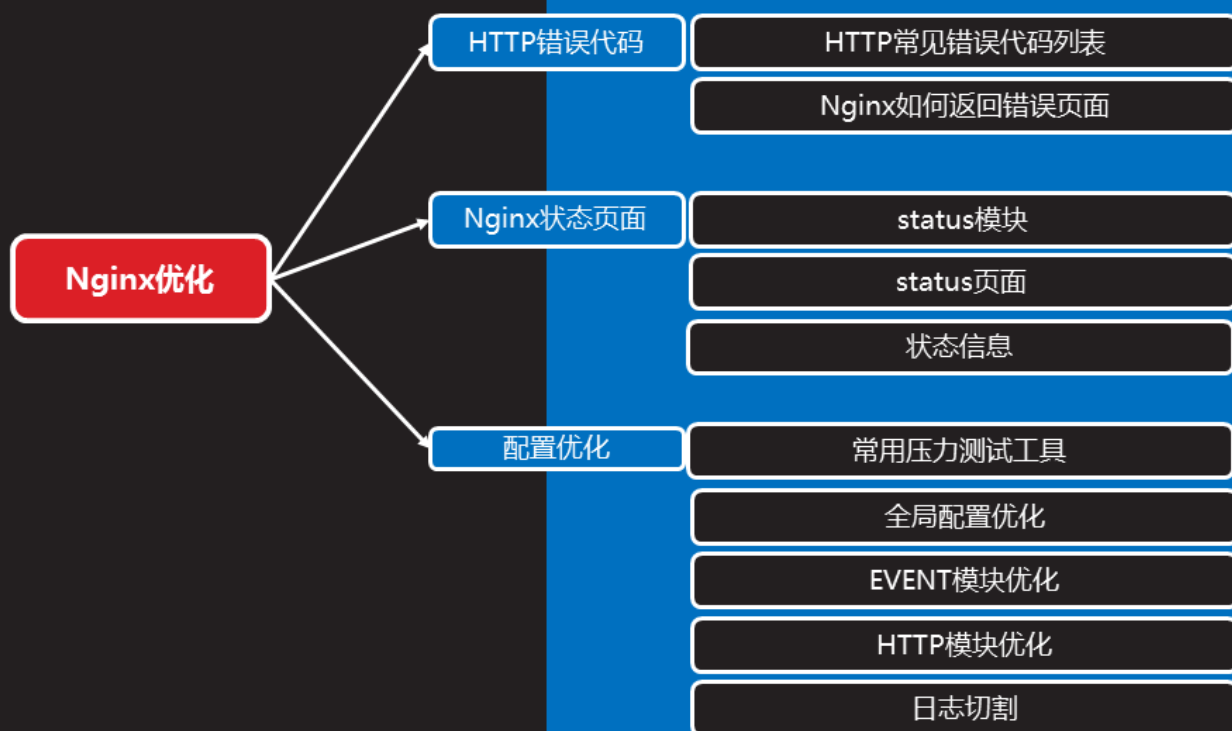 Nginx优化
HTTP错误代码
HTTP常见错误代码列表
Nginx如何返回错误页面
Nginx状态页面
status模块
status页面
状态信息
配置优化
常用压力测试工具
全局配置优化
EVENT模块优化
HTTP模块优化
日志切割